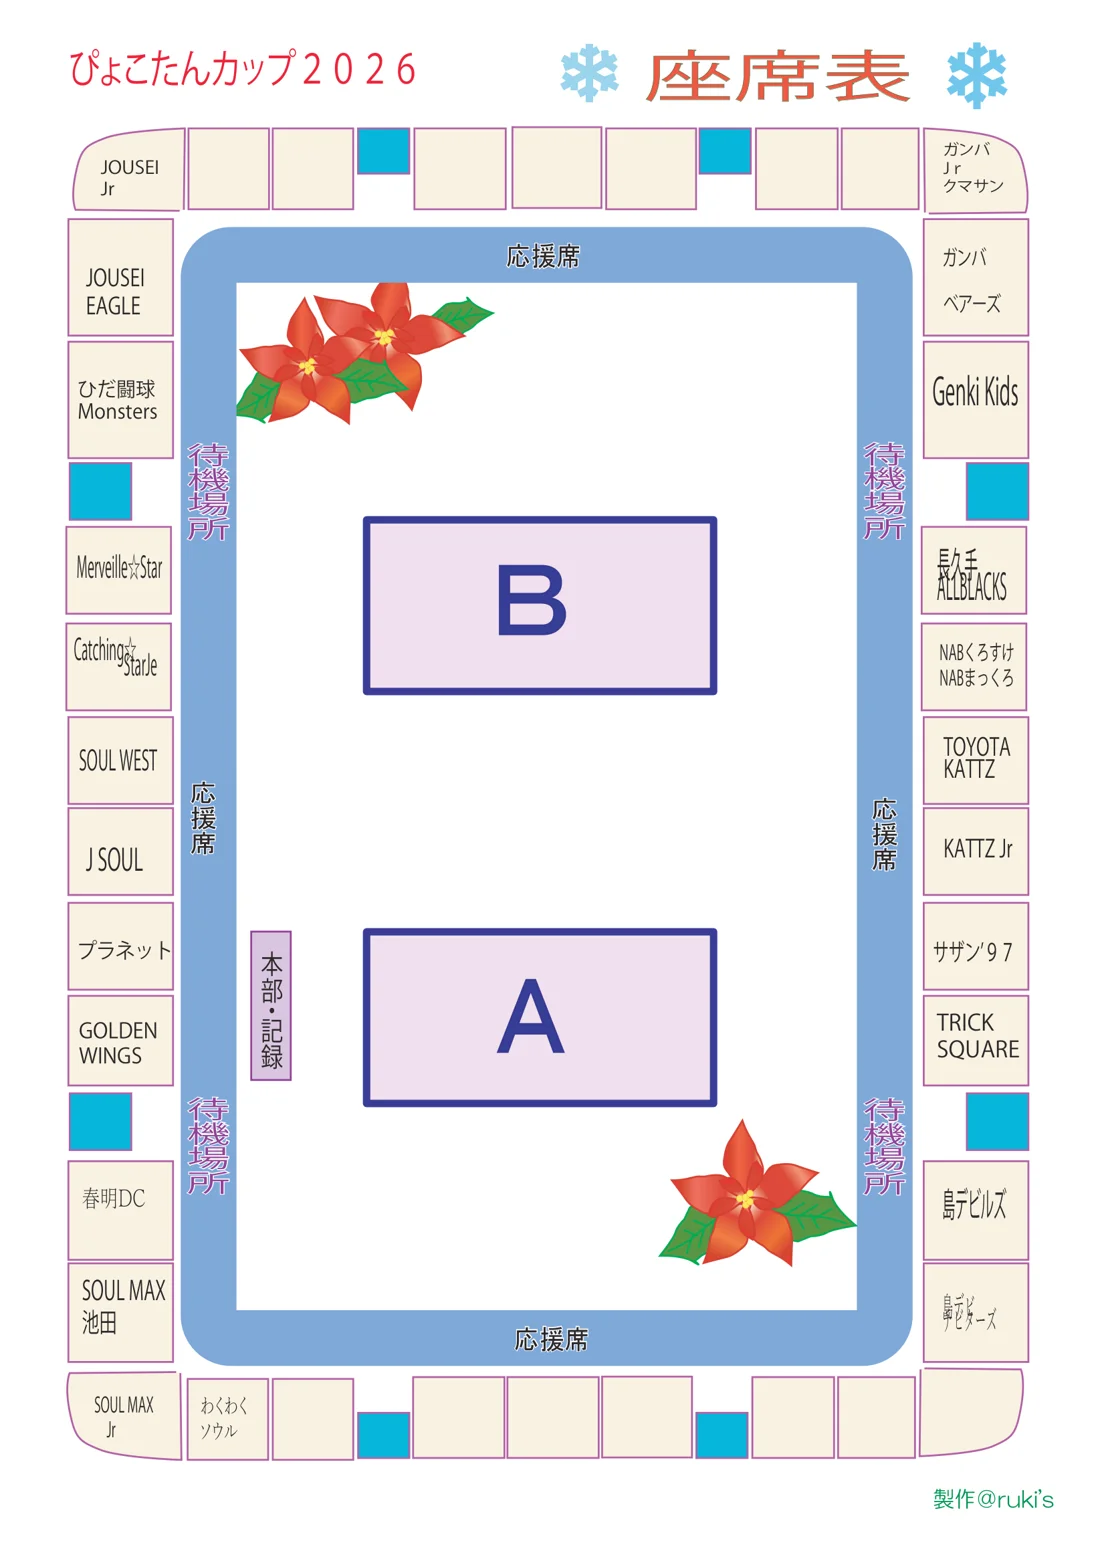 ぴょこたんカップ２０２６
座席表
JOUSEI
Jr
ガンバ
Ｊｒ
クマサン
JOUSEI
EAGLE
応援席
ガンバ
ベアーズ
ひだ闘球
Monsters
Genki Kids
待機場所
待機場所
Merveille☆Star
B
長久手
ALLBLACKS
Catching☆
StarJe
NABくろすけ
NABまっくろ
SOUL WEST
TOYOTA
KATTZ
応援席
応援席
J SOUL
KATTZ Jr
プラネット
本部・記録
A
サザン’９７
GOLDEN
WINGS
TRICK
SQUARE
待機場所
待機場所
春明DC
島デビルズ
SOUL MAX
池田
島デビ
応援席
SOUL MAX
Jr
わくわく
ソウル
製作＠ruki’s